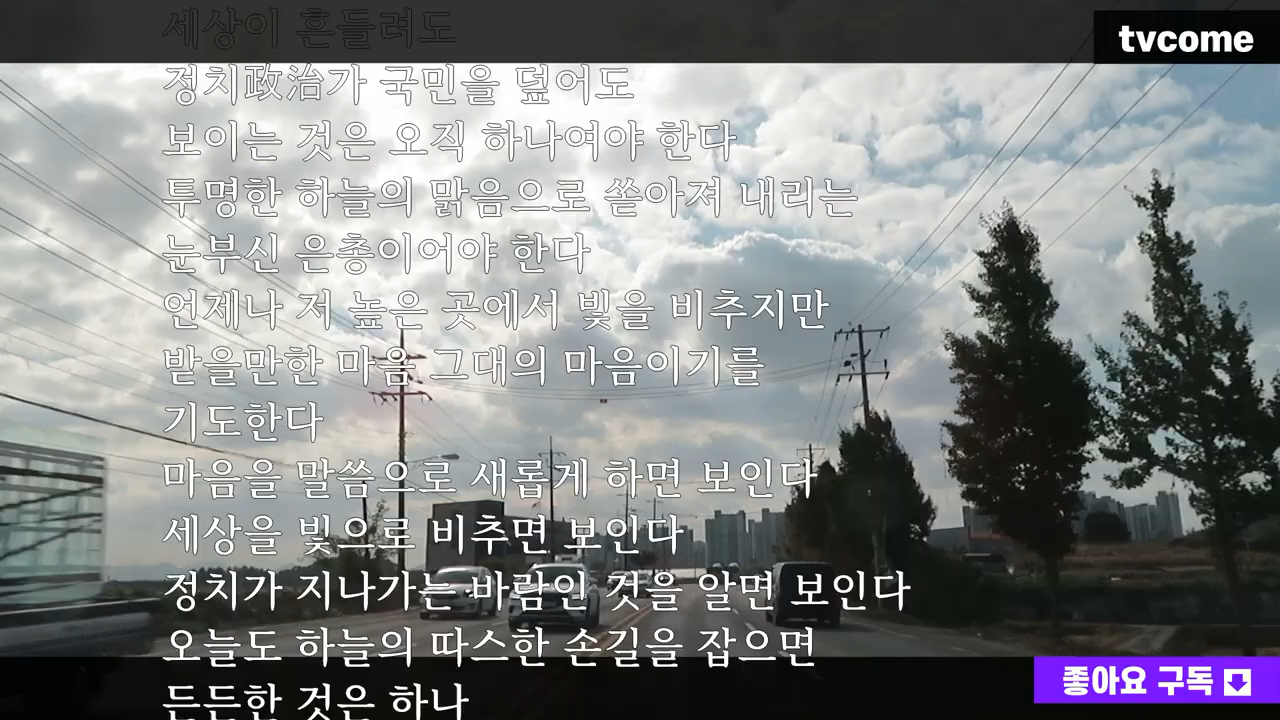 세상이 흔들려도
tvcome
정치政治가 국민을 덮어도
보이는 것은 오직 하나여야 한다
투명한 하늘의 맑음으로 쏟아져 내리는
눈부신 은총이어야 한다
언제나 저 높은 곳에서 빛을 비추지만
받을만한 마음 그대의 마음이기를
기도한다
마음을 말씀으로 새롭게 하면 보인다
세상을 빛으로 비추면 보인다
정치가 지나가는 바람인 것을 알면 보인다
오늘도 하늘의 따스한 손길을 잡으면
든든한 것은 하나
좋아요 구독